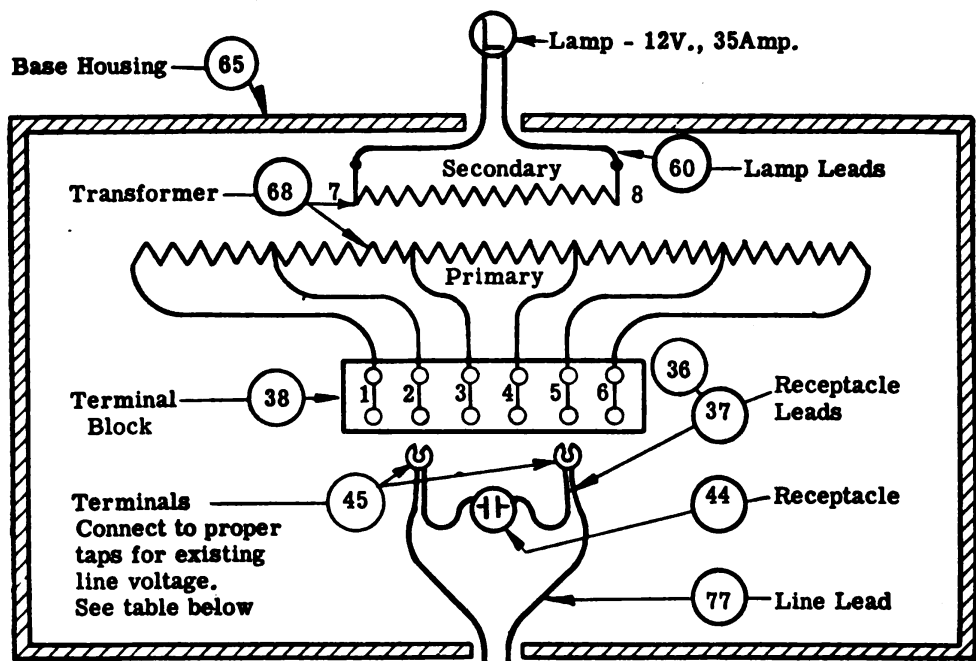 Lamp - 12V., 35Amp.
Base Housing 65
Secondary
60 Lamp Leads
Transformer 68 7 8
Primary
36
1 2 3 4 5 6
Terminal
Block
38
37
Receptacle
Leads
Terminals
Connect to proper
taps for existing
line voltage.
See table below
45
44 Receptacle
77 Line Lead